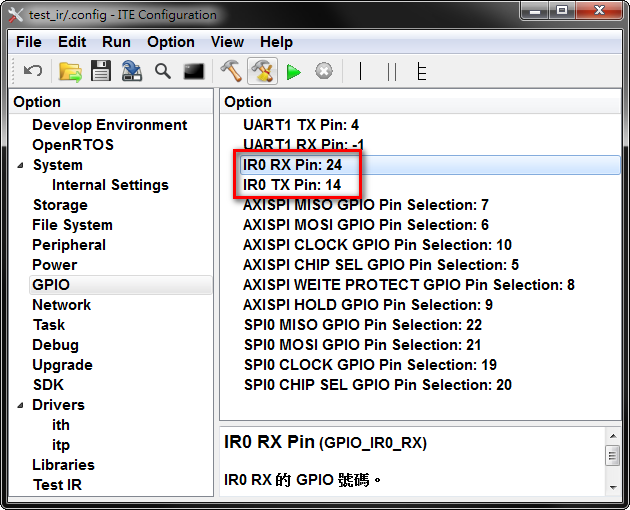 test_ir/.config - ITE Configuration
File Edit Run Option View Help
Option
Develop Environment
OpenRTOS
System
Internal Settings
Storage
File System
Peripheral
Power
GPIO
Network
Task
Debug
Upgrade
SDK
Drivers
ith
itp
Libraries
Test IR
Option
UART1 TX Pin: 4
UART1 RX Pin: -1
IR0 RX Pin: 24
IR0 TX Pin: 14
AXISPI MISO GPIO Pin Selection: 7
AXISPI MOSI GPIO Pin Selection: 6
AXISPI CLOCK GPIO Pin Selection: 10
AXISPI CHIP SEL GPIO Pin Selection: 5
AXISPI WEITE PROTECT GPIO Pin Selection: 8
AXISPI HOLD GPIO Pin Selection: 9
SPI0 MISO GPIO Pin Selection: 22
SPI0 MOSI GPIO Pin Selection: 21
SPI0 CLOCK GPIO Pin Selection: 19
SPI0 CHIP SEL GPIO Pin Selection: 20
IR0 RX Pin (GPIO_IR0_RX)
IR0 RX 的 GPIO 號碼。